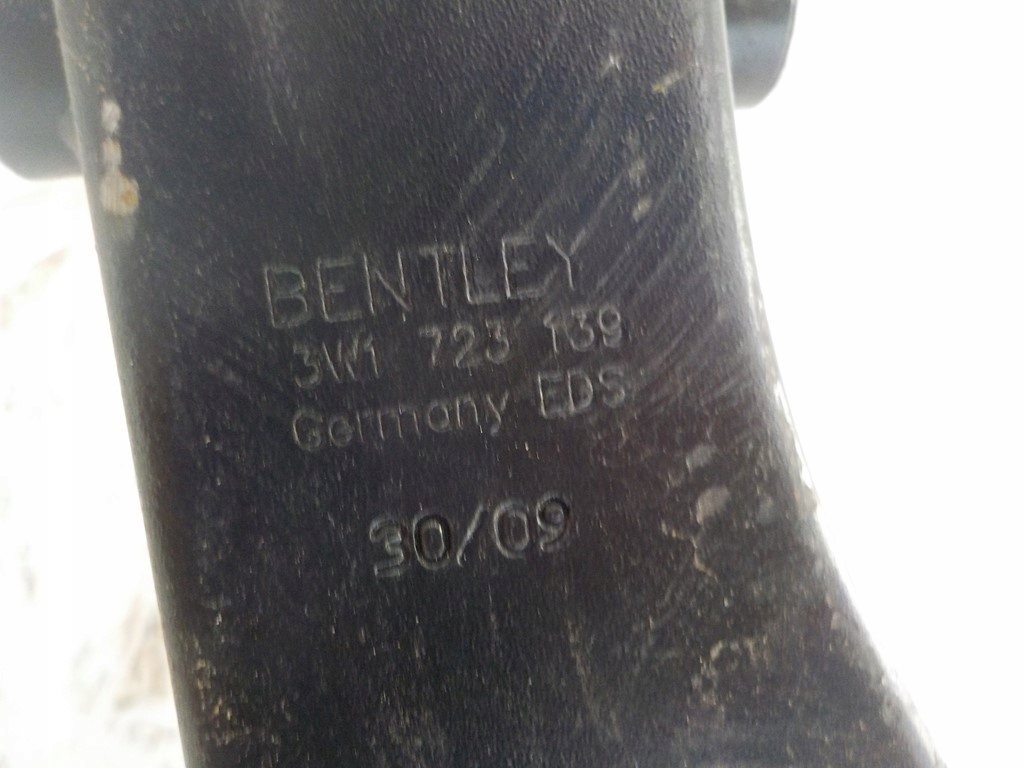 BENTLEY
3W1 723 139
Germany EDS
30/09